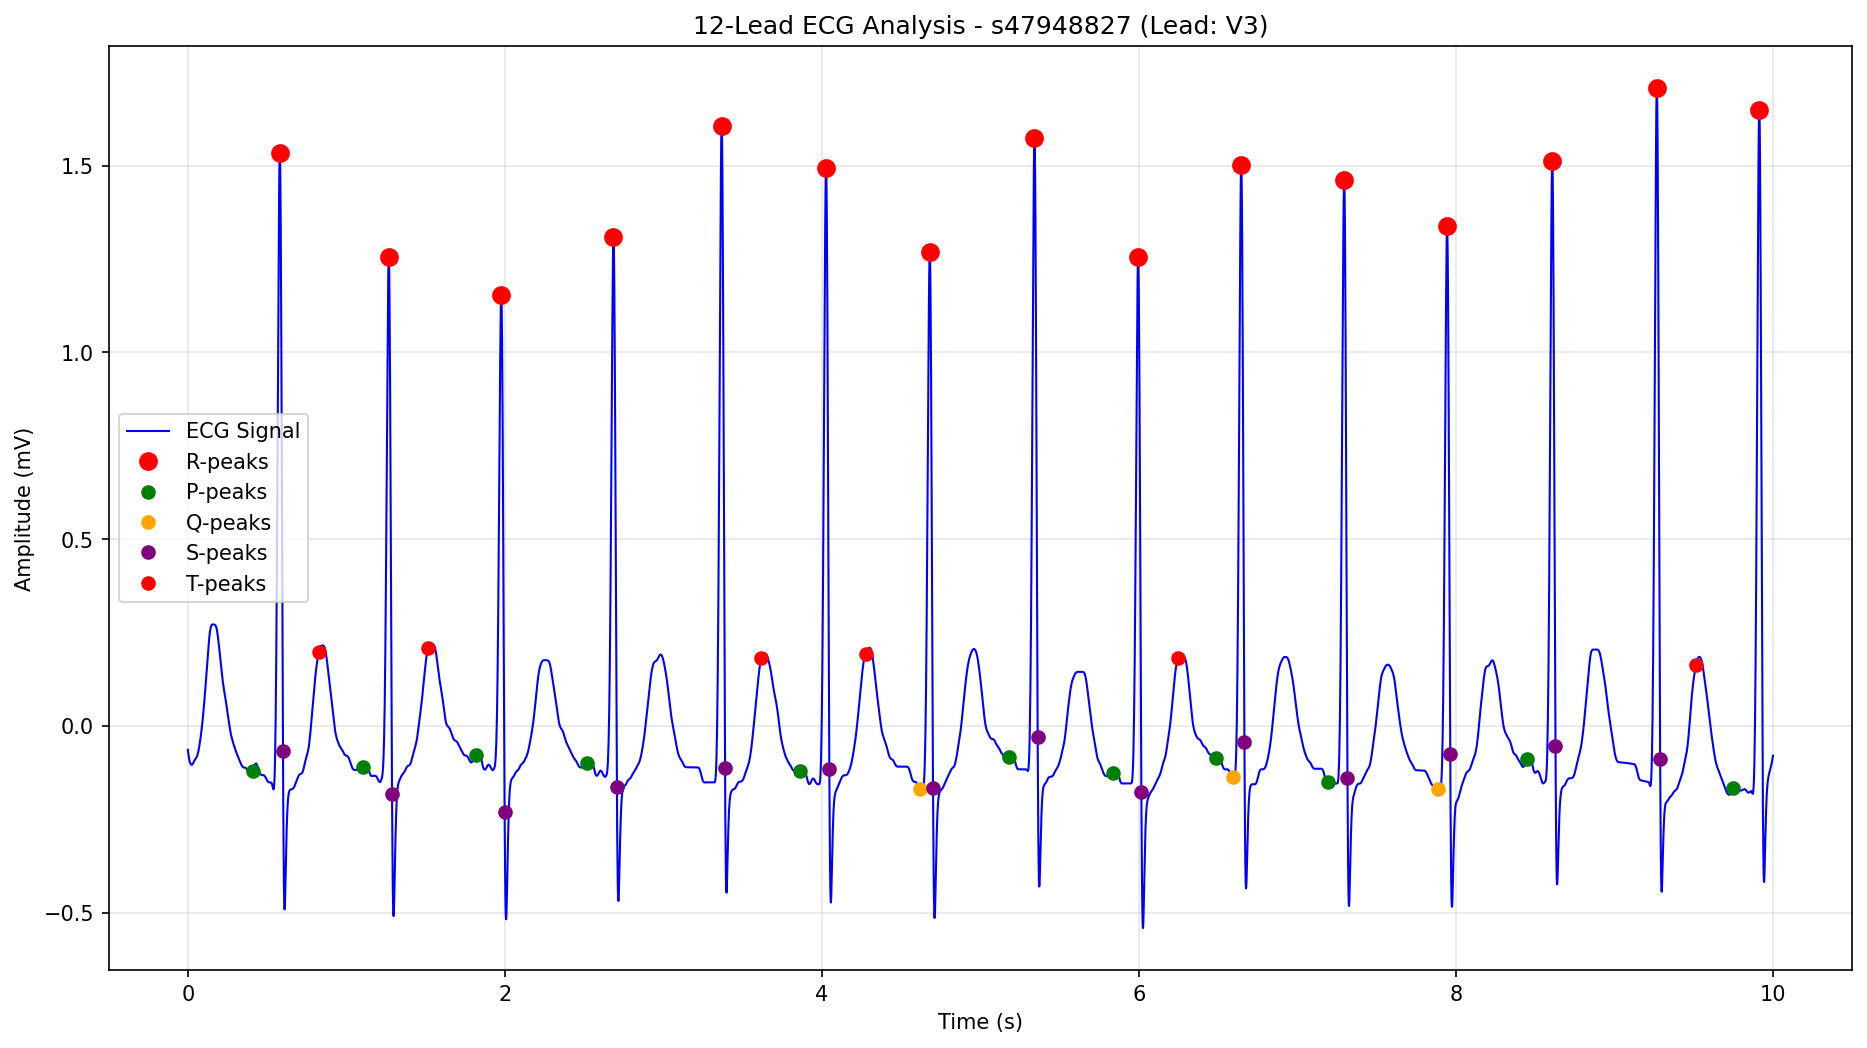 12-Lead ECG Analysis - s47948827 (Lead: V3)
Amplitude (mV)
1.5
1.0
0.5
0.0
−0.5
ECG Signal
R-peaks
P-peaks
Q-peaks
S-peaks
T-peaks
0
2
4
6
8
10
Time (s)